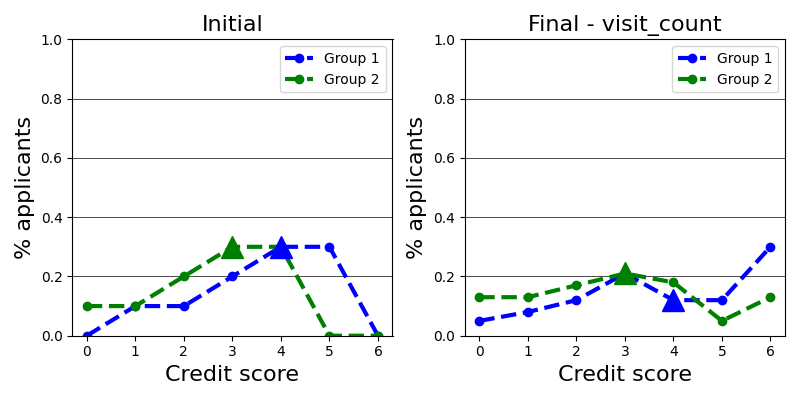 Initial
1.0
0.8
0.6
0.4
0.2
0.0
% applicants
0 1 2 3 4 5 6
Credit score
Group 1
Group 2
Final - visit_count
1.0
0.8
0.6
0.4
0.2
0.0
% applicants
0 1 2 3 4 5 6
Credit score
Group 1
Group 2